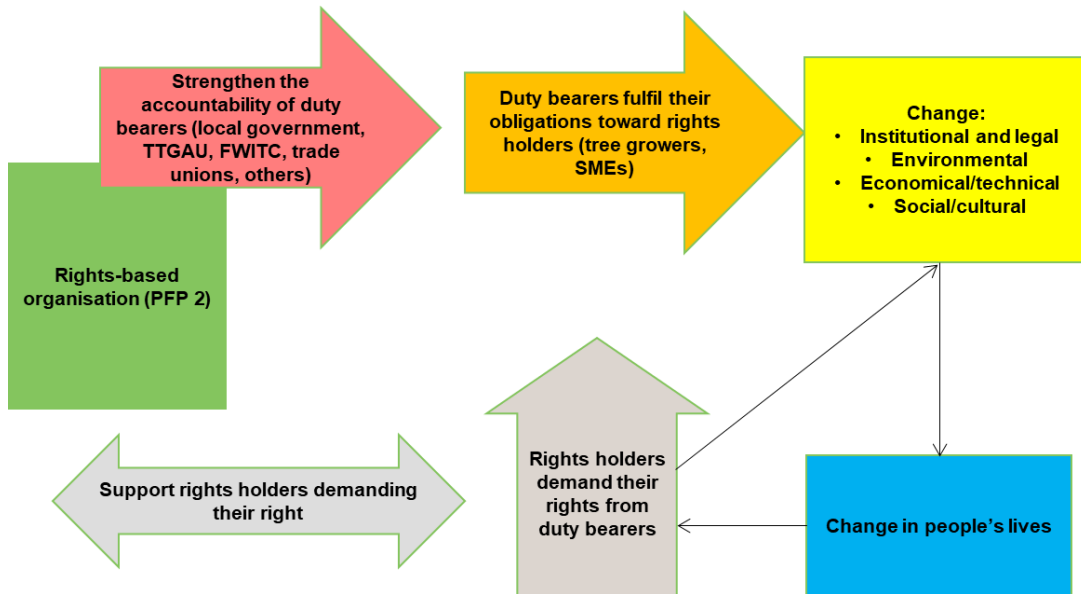 Strengthen the
accountability of duty
bearers (local government,
TTGAU, FWITC, trade
unions, others)
Duty bearers fulfil their
obligations toward rights
holders (tree growers,
SMEs)
Change:
• Institutional and legal
• Environmental
• Economical/technical
• Social/cultural
Rights-based
organisation (PFP 2)
Support rights holders demanding
their right
Rights holders
demand their
rights from
duty bearers
Change in people’s lives